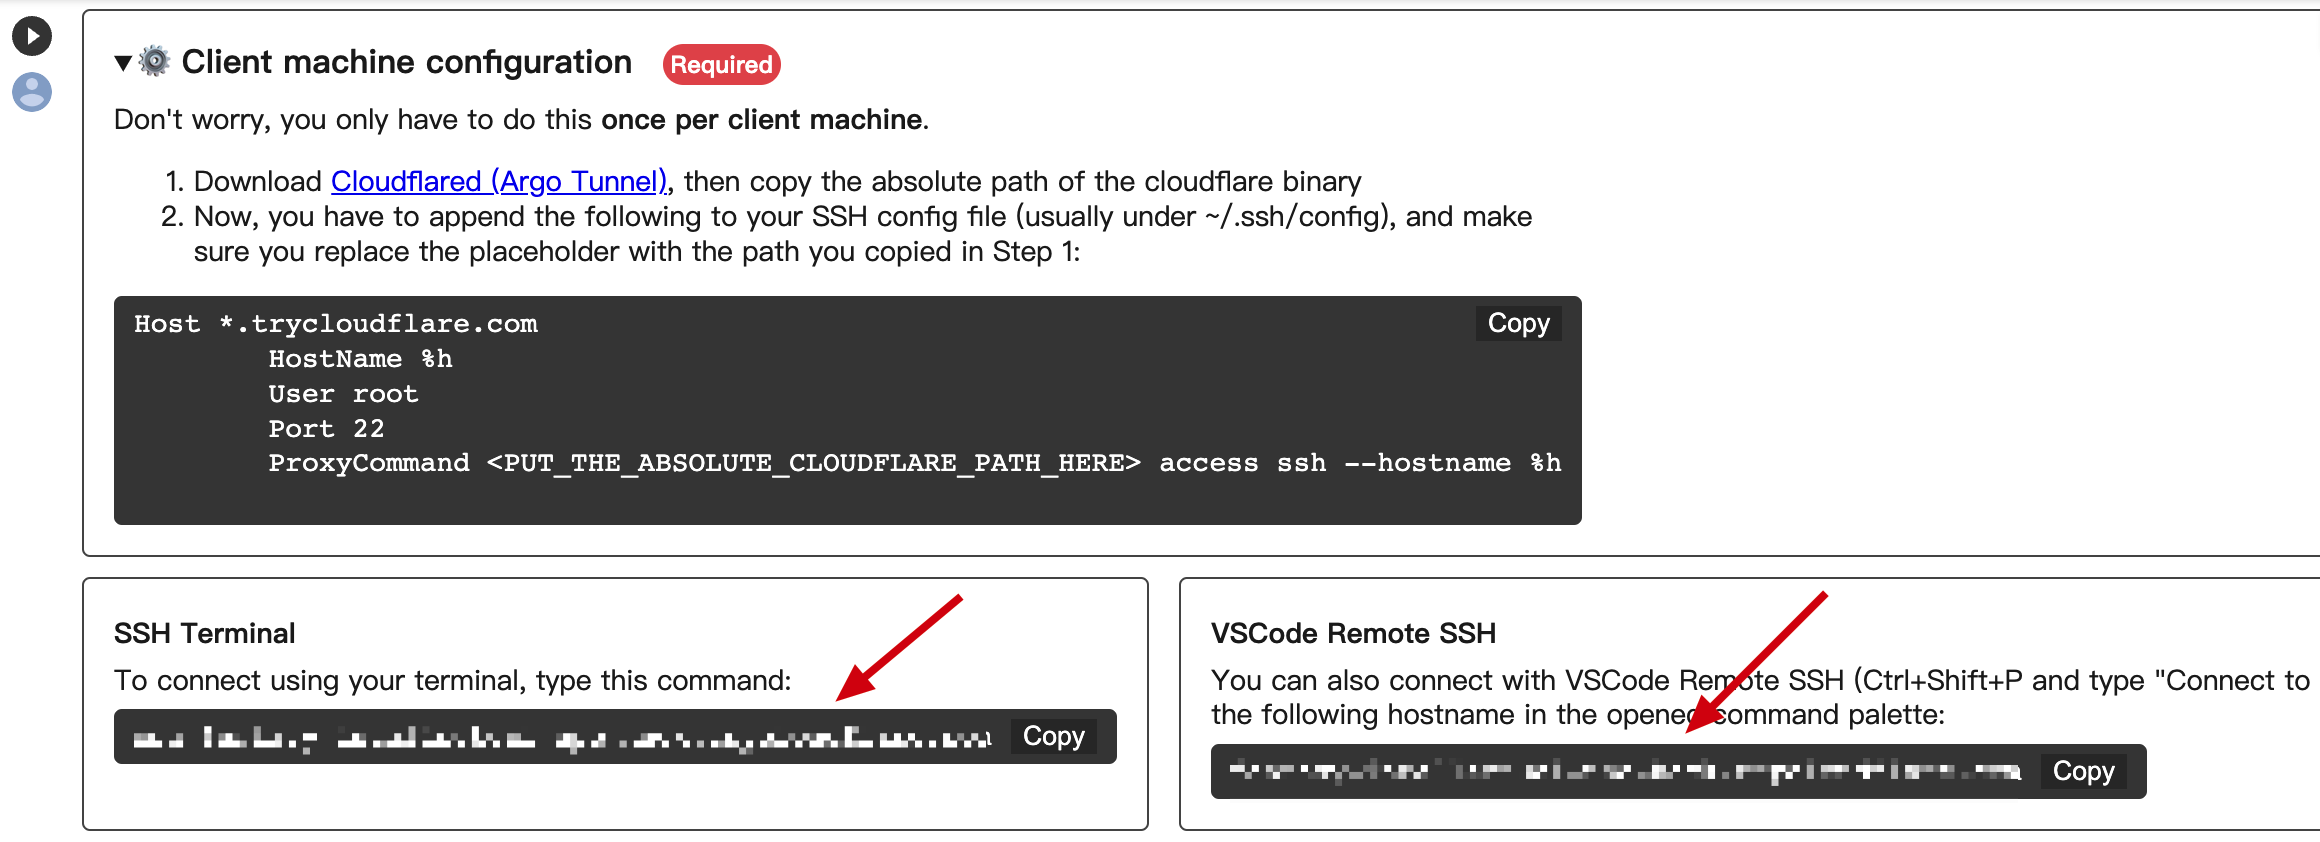 Client machine configuration Required
Don't worry, you only have to do this once per client machine.
1. Download Cloudflared (Argo Tunnel), then copy the absolute path of the cloudflare binary
2. Now, you have to append the following to your SSH config file (usually under ~/.ssh/config), and make
sure you replace the placeholder with the path you copied in Step 1:
Host *.trycloudflare.com
HostName %h
User root
Port 22
ProxyCommand <PUT_THE_ABSOLUTE_CLOUDFLARE_PATH_HERE> access ssh --hostname %h
Copy
SSH Terminal
To connect using your terminal, type this command:
Copy
VSCode Remote SSH
You can also connect with VSCode Remote SSH (Ctrl+Shift+P and type "Connect to
the following hostname in the opened command palette:
Copy